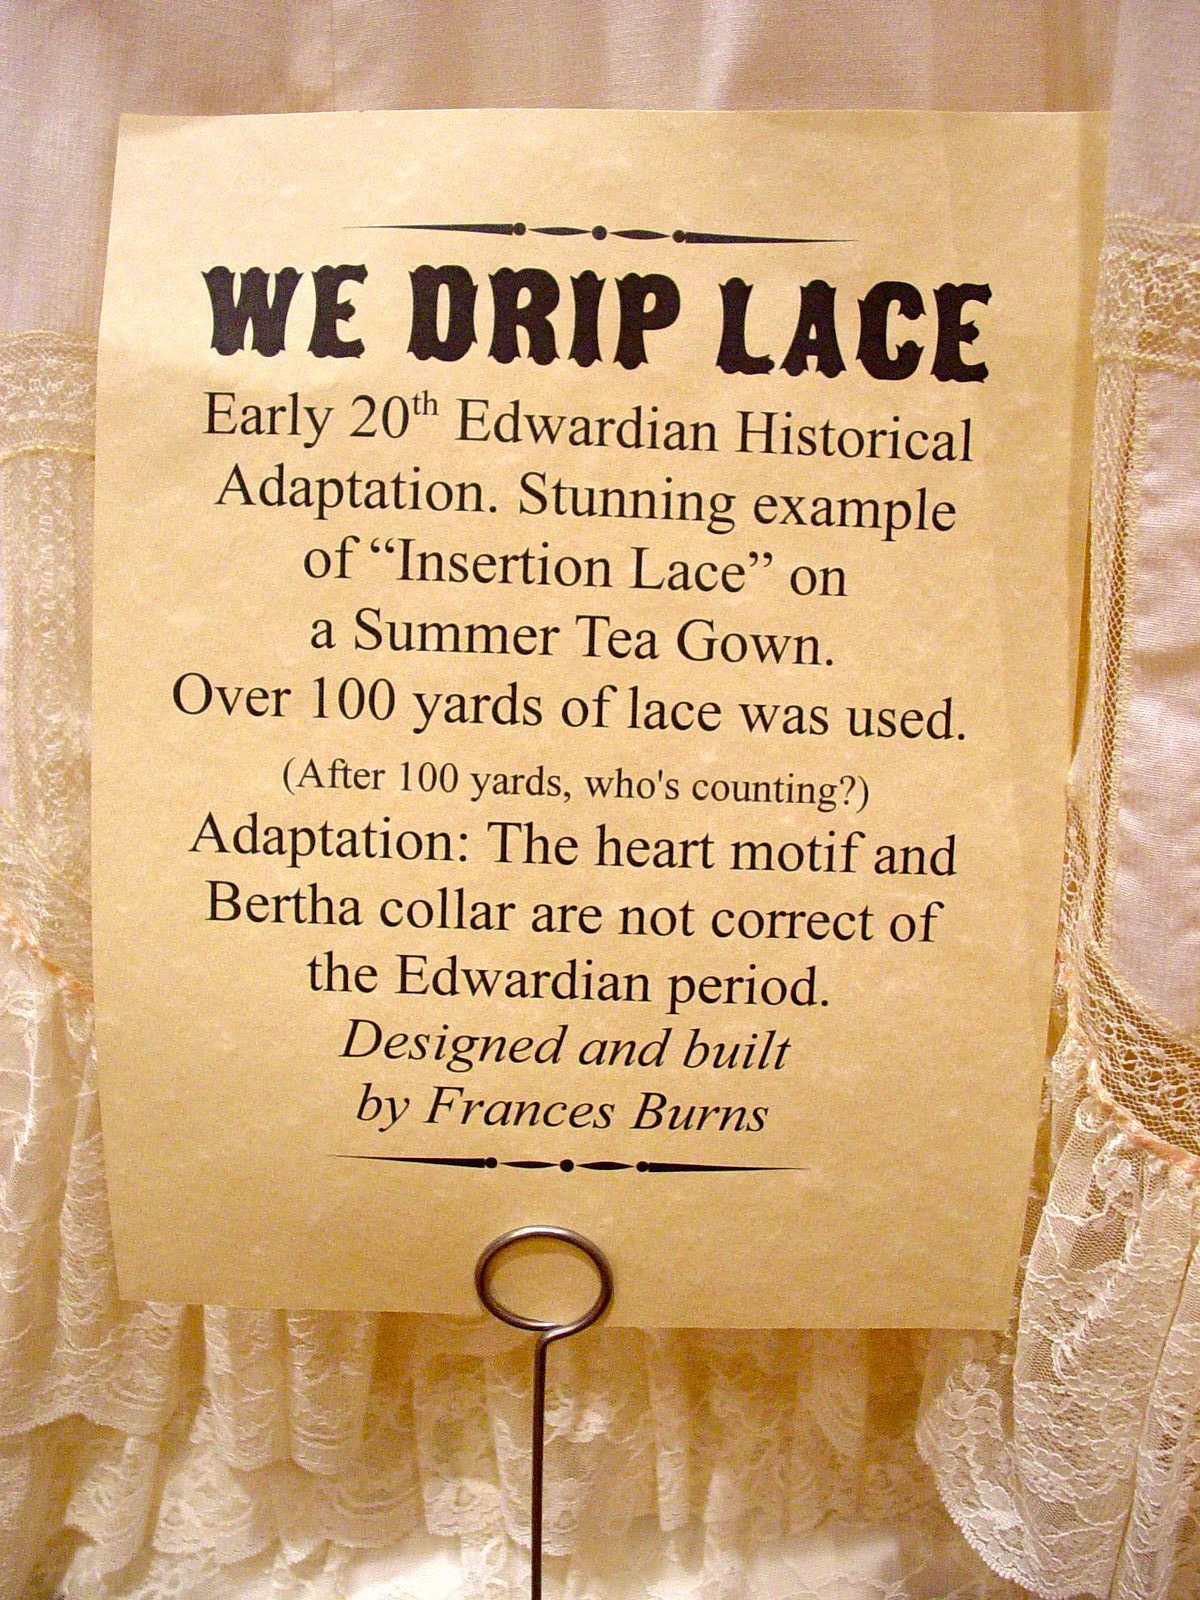 WE DRIP LACE
Early 20th Edwardian Historical
Adaptation. Stunning example
of “Insertion Lace” on
a Summer Tea Gown.
Over 100 yards of lace was used.
(After 100 yards, who's counting?)
Adaptation: The heart motif and
Bertha collar are not correct of
the Edwardian period.
Designed and built
by Frances Burns